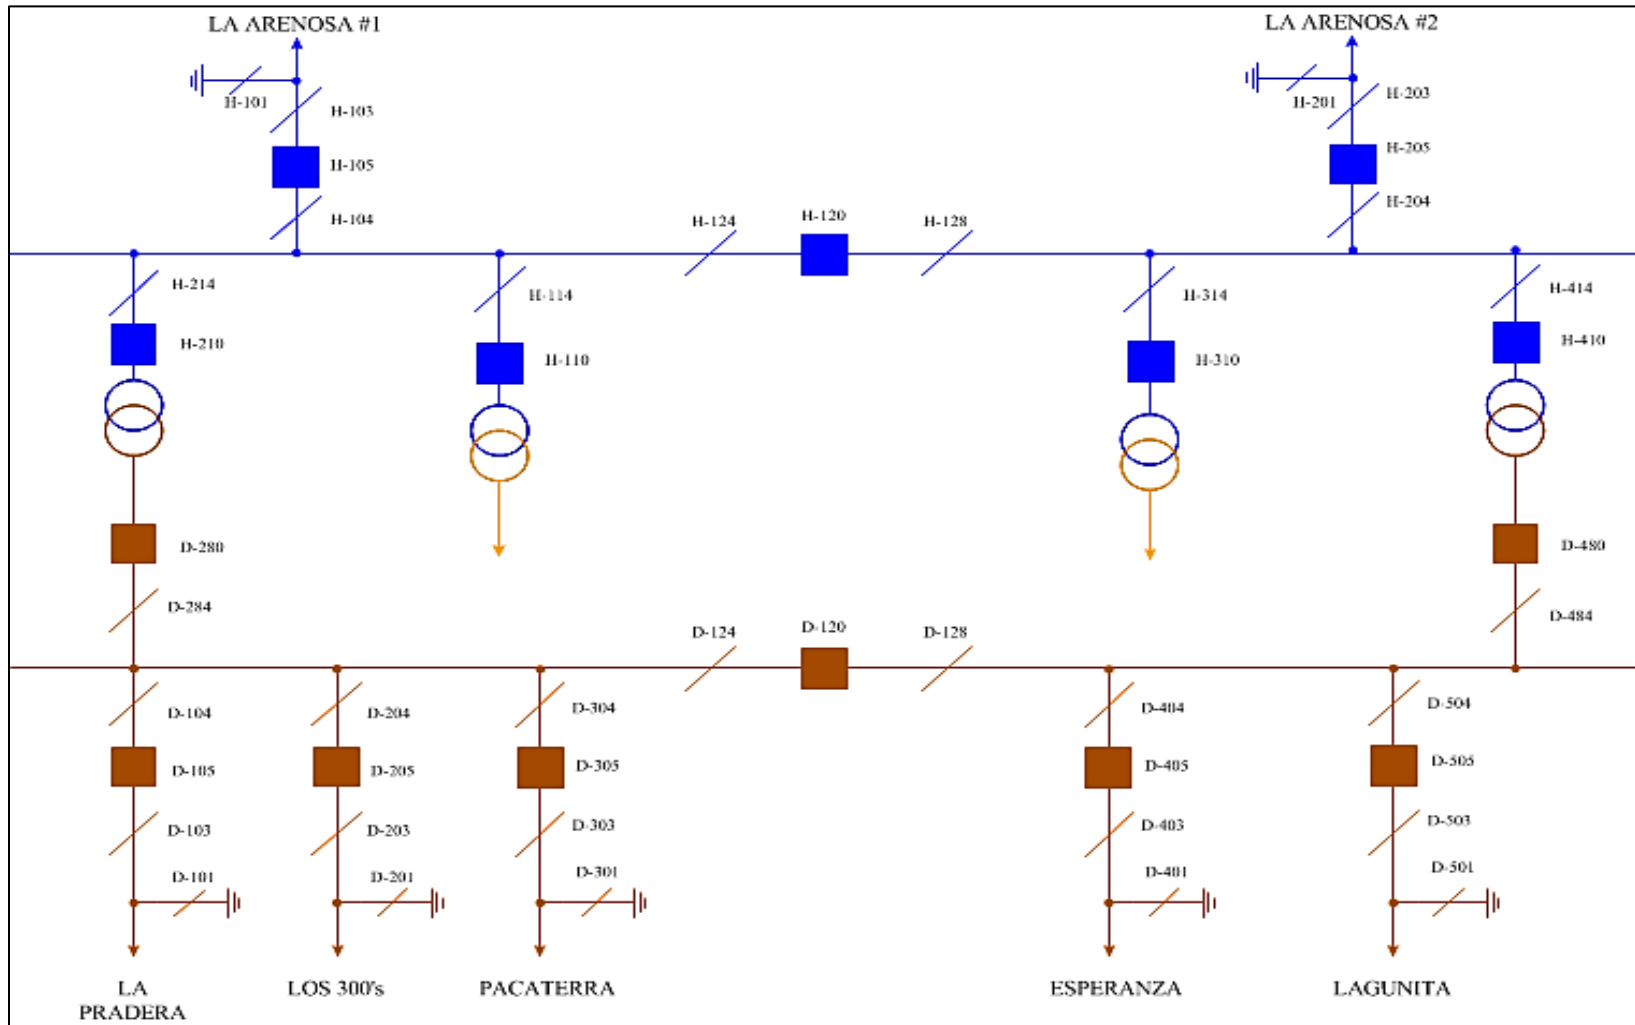 LA ARENOSA #1
LA ARENOSA #2
H-101
H-103
H-201
H-203
H-105
H-205
H-104
H-204
H-124
H-120
H-128
H-214
H-114
H-314
H-414
H-210
H-110
H-310
H-410
D-280
D-480
D-284
D-484
D-124
D-120
D-128
D-104
D-204
D-304
D-404
D-504
D-105
D-205
D-305
D-405
D-505
D-103
D-203
D-303
D-403
D-503
D-101
D-201
D-301
D-401
D-501
LA
PRADERA
LOS 300's
PACATERRA
ESPERANZA
LAGUNITA